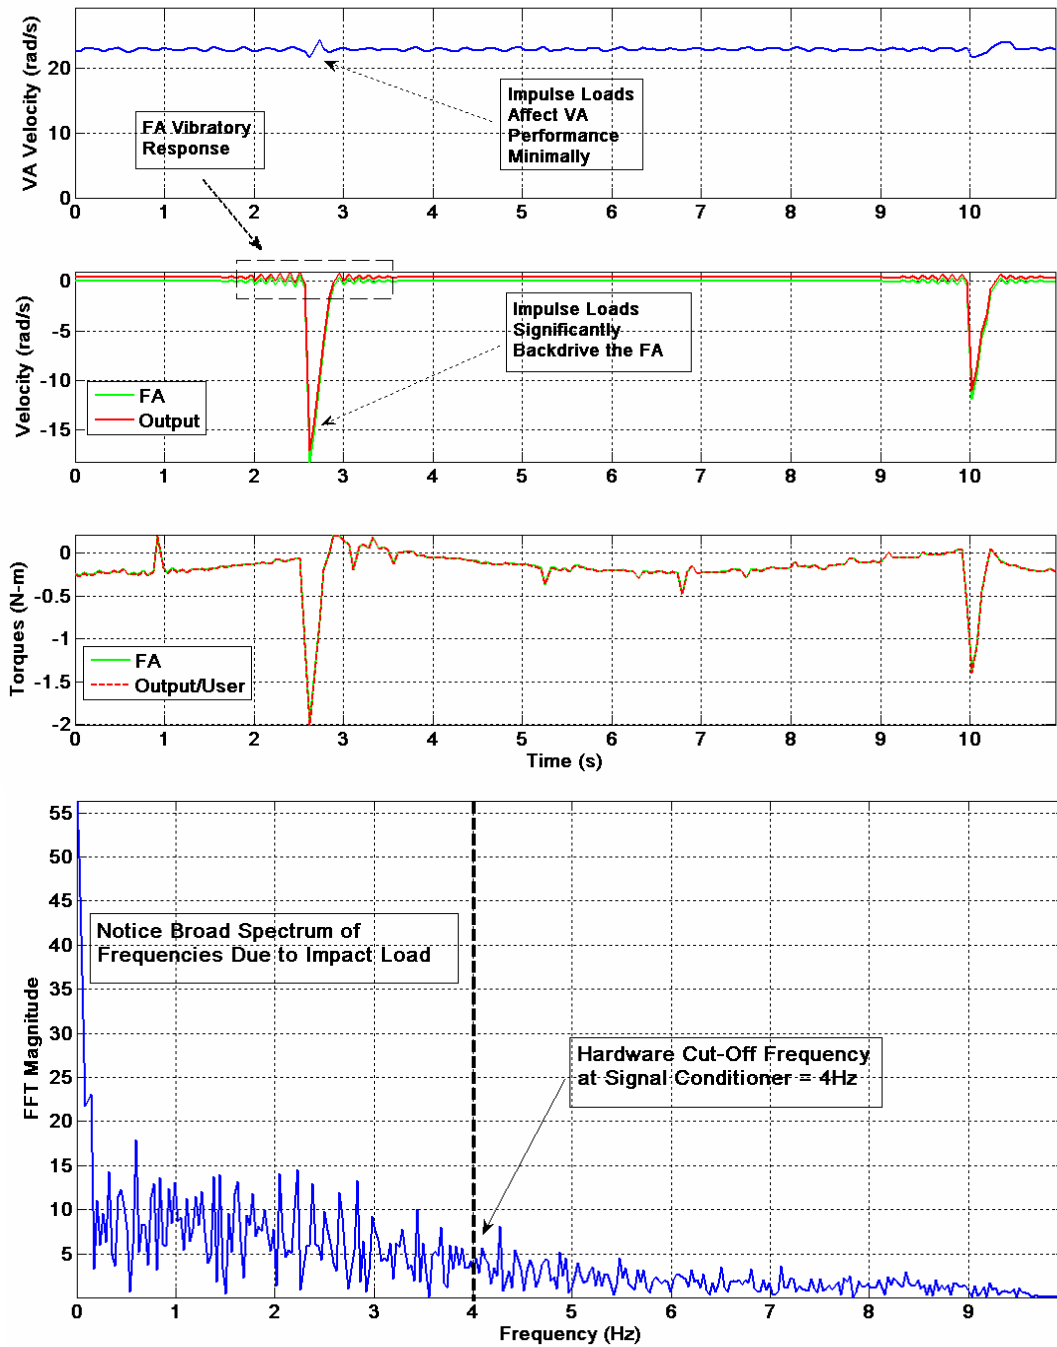 VA Velocity (rad/s)
20
10
0
0 1 2 3 4 5 6 7 8 9 10
FA Vibratory
Response
Impulse Loads
Affect VA
Performance
Minimally
Velocity (rad/s)
0
-5
-10
-15
0 1 2 3 4 5 6 7 8 9 10
FA
Output
Impulse Loads
Significantly
Backdrive the FA
Torques (N-m)
0
-0.5
-1
-1.5
-2
0 1 2 3 4 5 6 7 8 9 10
FA
Output/User
Time (s)
FFT Magnitude
55
50
45
40
35
30
25
20
15
10
5
0 1 2 3 4 5 6 7 8 9
Notice Broad Spectrum of
Frequencies Due to Impact Load
Hardware Cut-Off Frequency
at Signal Conditioner = 4Hz
Frequency (Hz)